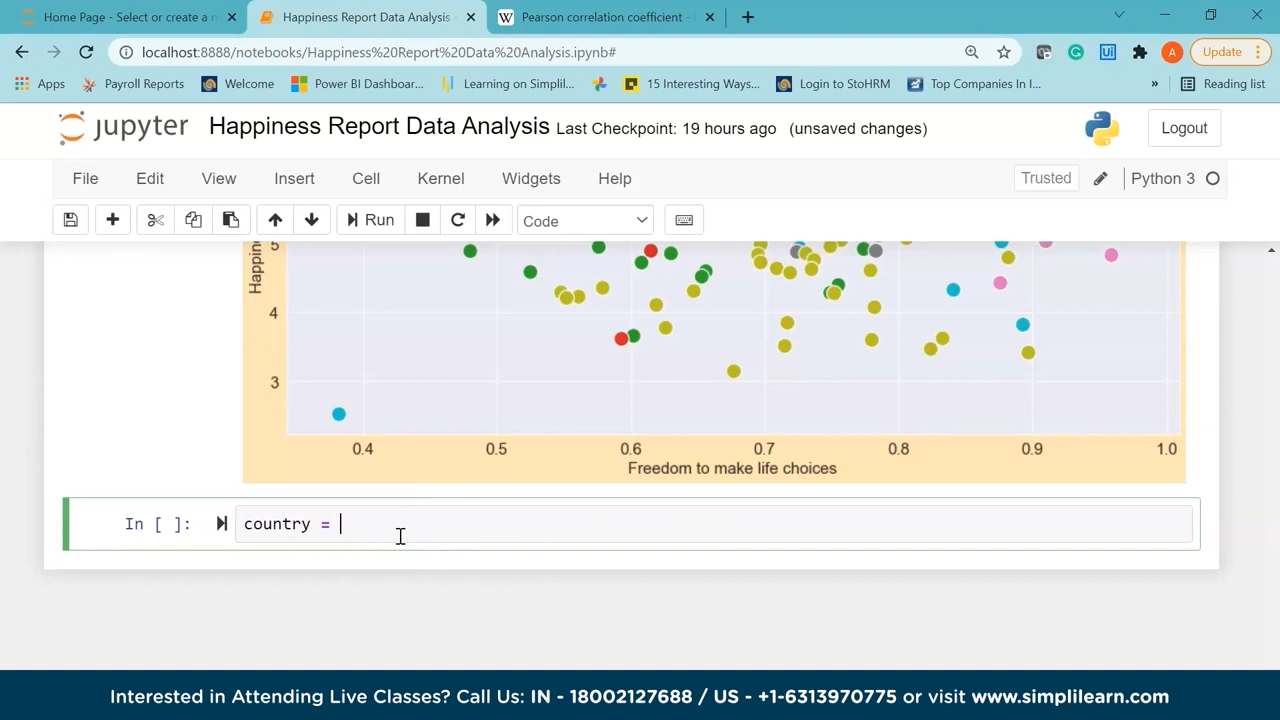 Home Page - Select or create a n
Happiness Report Data Analysis -
Pearson correlation coefficient -
localhost:8888/notebooks/Happiness%20Report%20Data%20Analysis.ipynb#
Update
Apps
Payroll Reports
Welcome
Power BI Dashboar...
Learning on Simplil...
15 Interesting Ways...
Login to StoHRM
Top Companies In I...
»
Reading list
jupyter
Happiness Report Data Analysis Last Checkpoint: 19 hours ago (unsaved changes)
Logout
File
Edit
View
Insert
Cell
Kernel
Widgets
Help
Trusted
Python 3
Run
Code
Happin
5
4
3
0.4
0.5
0.6
0.7
0.8
0.9
1.0
Freedom to make life choices
In [ ]:
country =
Interested in Attending Live Classes? Call Us: IN - 18002127688 / US - +1-6313970775 or visit www.simplilearn.com